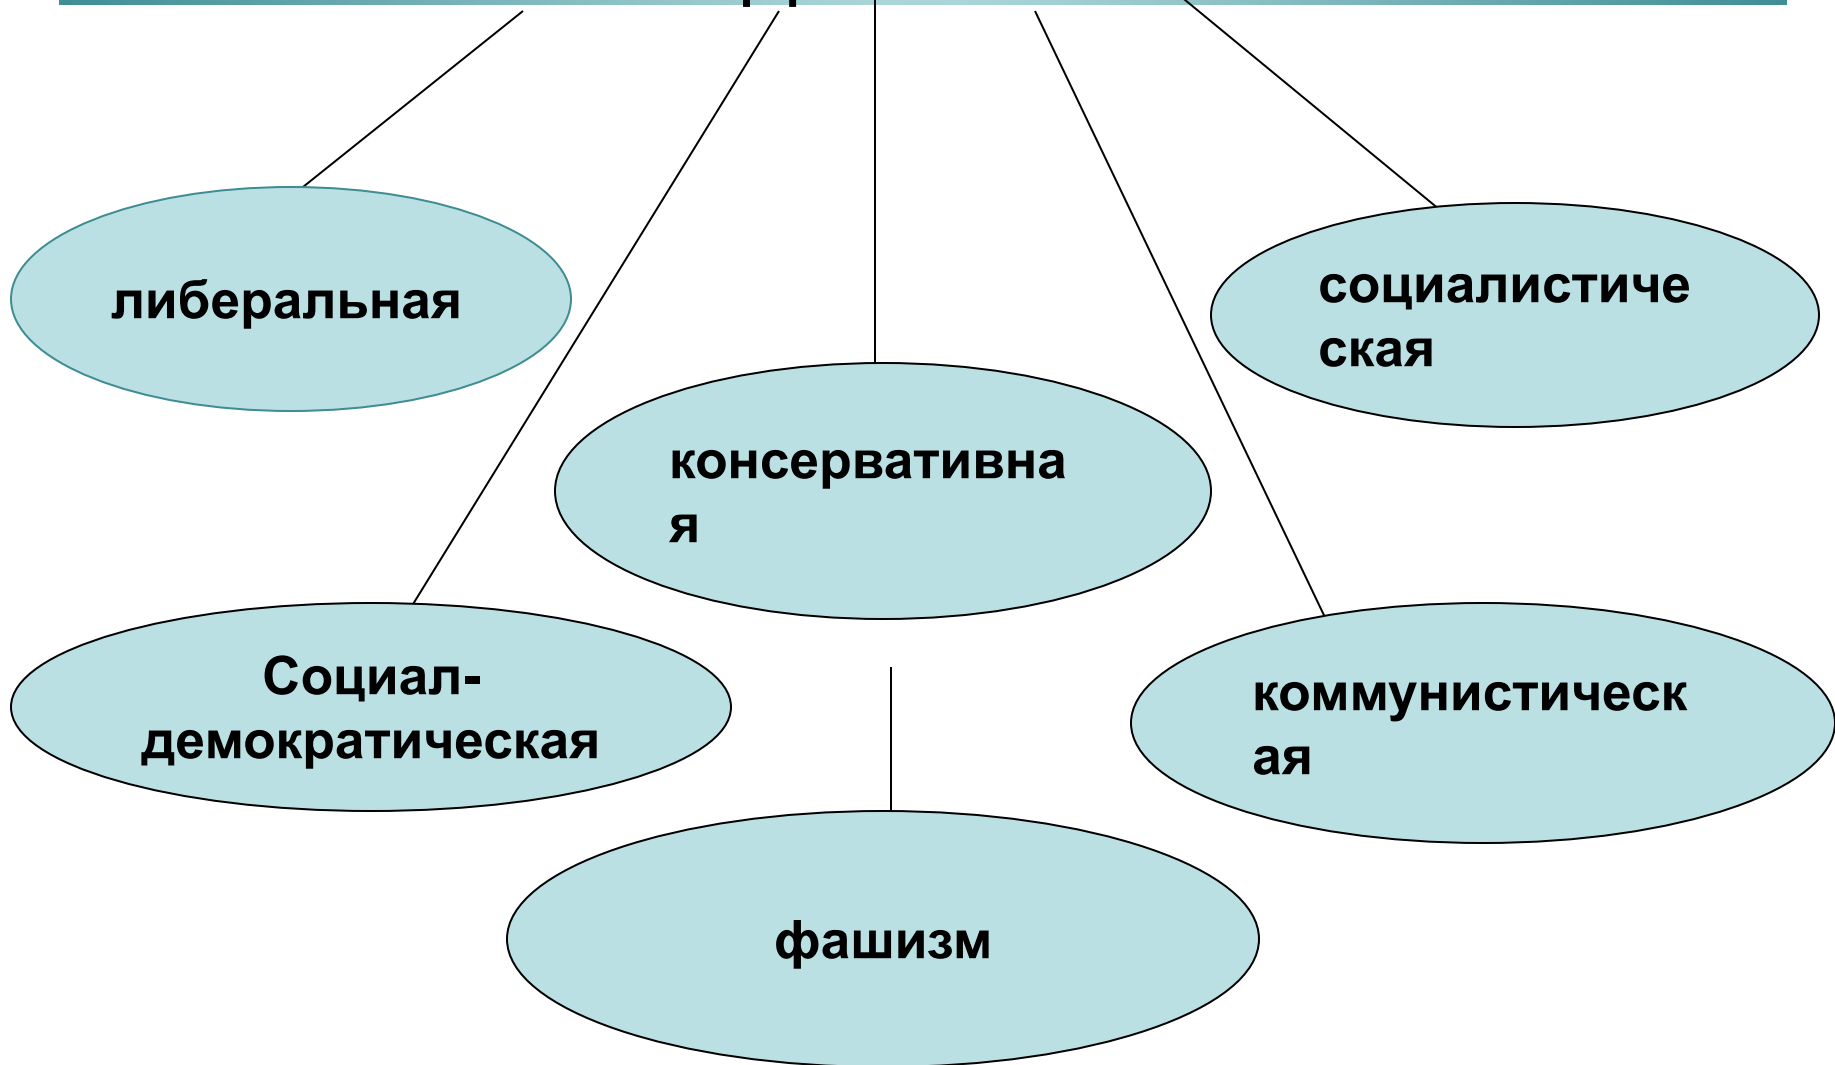 либеральная
социалистиче
ская
консервативна
я
Социал-
демократическая
коммунистическ
ая
фашизм